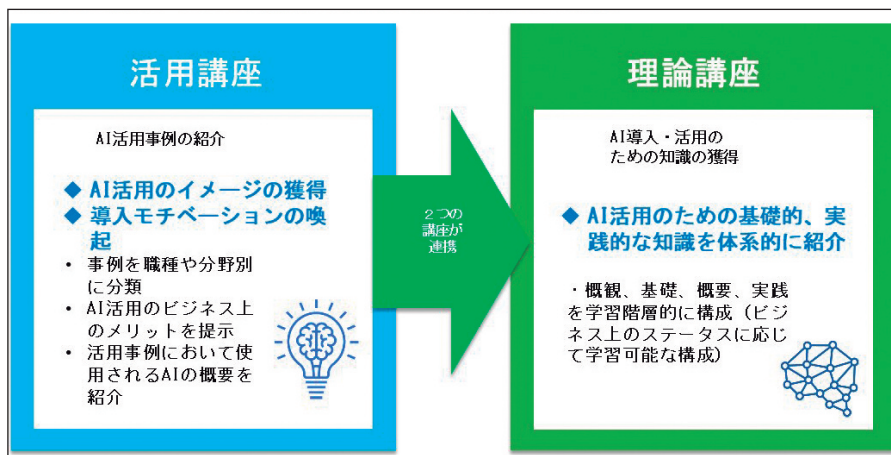 活用講座
AI活用事例の紹介
◆ AI活用のイメージの獲得
◆ 導入モチベーションの喚
起
• 事例を職種や分野別
に分類
• AI活用のビジネス上
のメリットを提示
• 活用事例において使
用されるAIの概要を
紹介
2つの
講座が
連携
理論講座
AI導入・活用の
ための知識の獲得
◆ AI活用のための基礎的、実
践的な知識を体系的に紹介
・概観、基礎、概要、実践
を学習階層的に構成（ビジ
ネス上のステータスに応じ
て学習可能な構成）